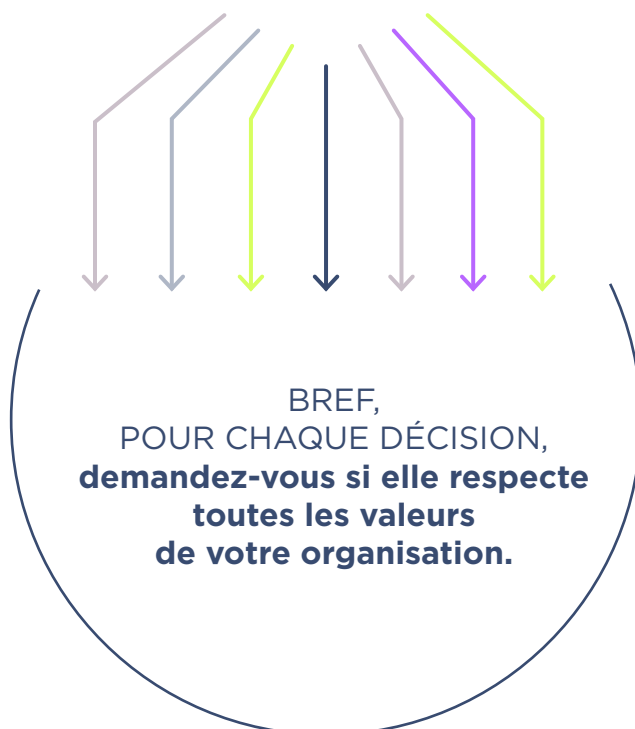 BREF,
POUR CHAQUE DÉCISION,
demandez-vous si elle respecte
toutes les valeurs
de votre organisation.